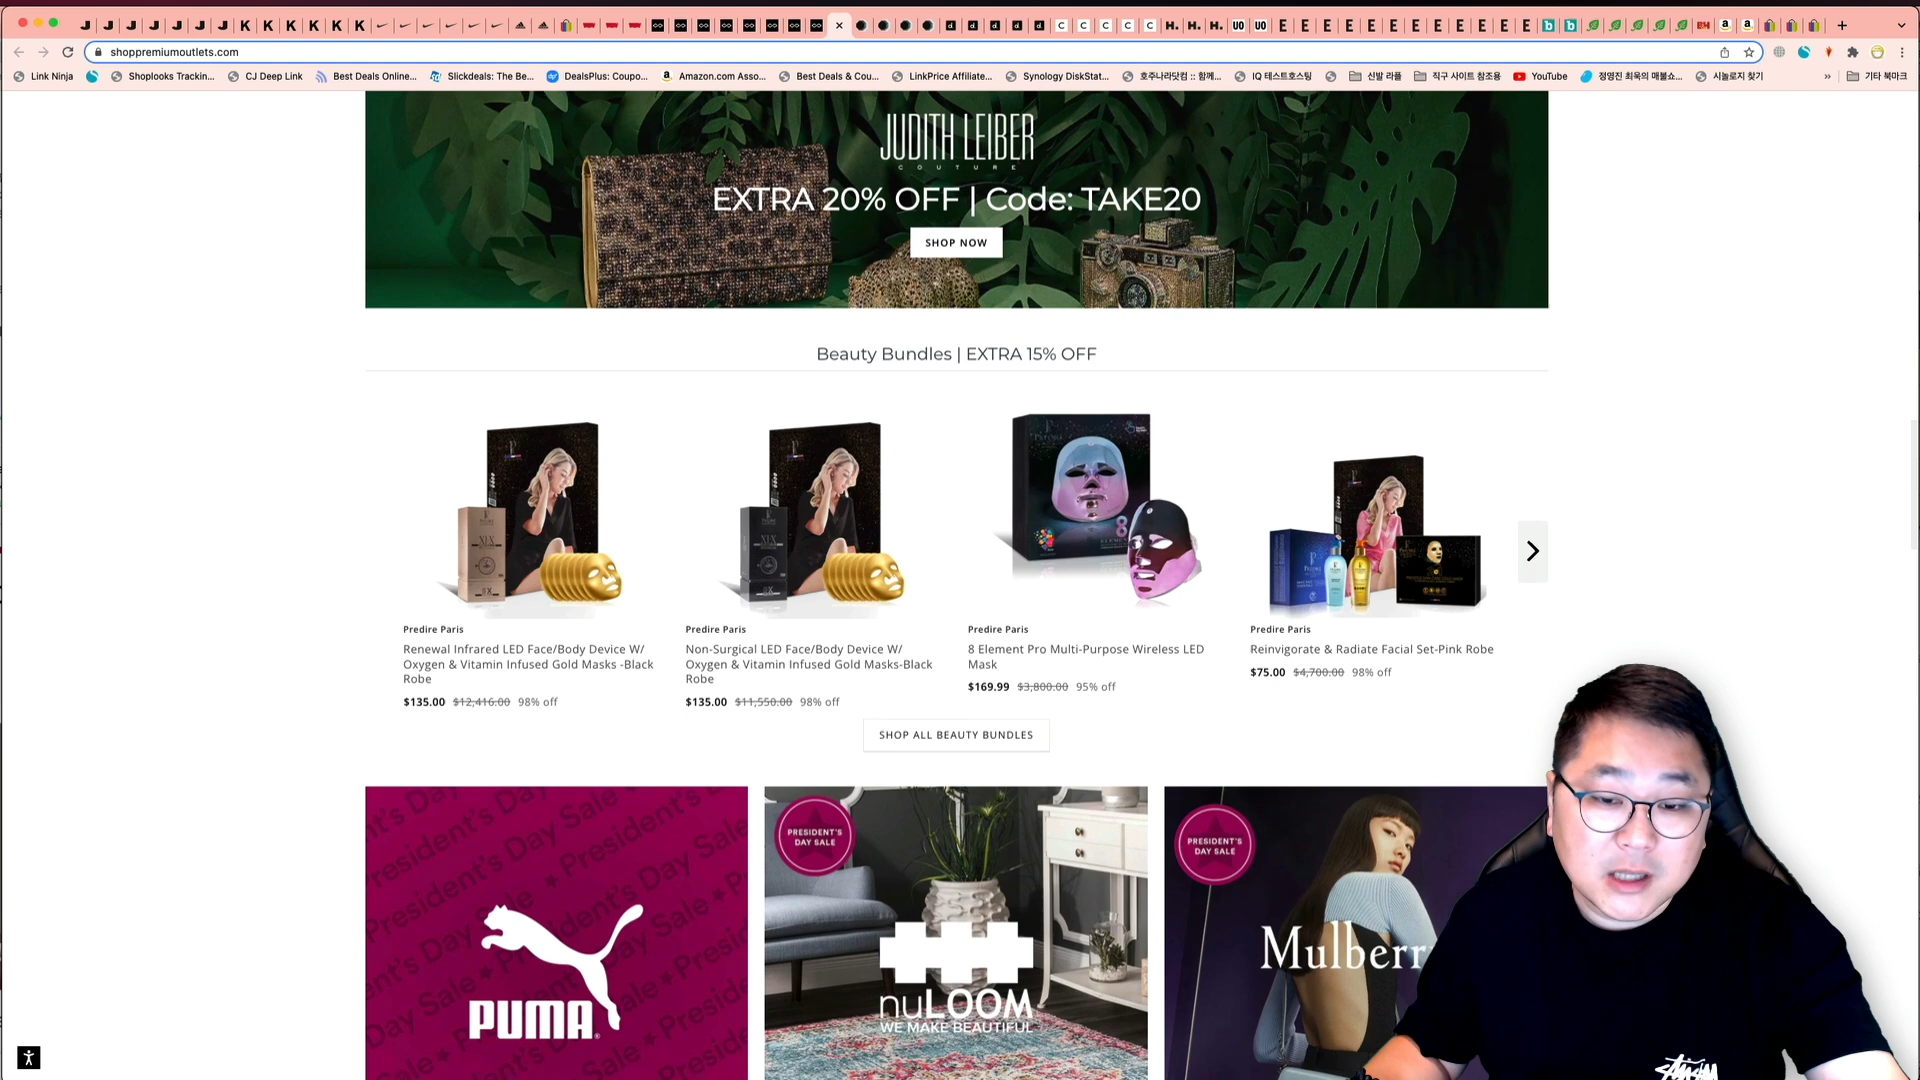 shoppremiumoutlets.com
Link Ninja
Shoplooks Trackin...
CJ Deep Link
Best Deals Online...
Slickdeals: The Be...
DealsPlus: Coupo...
Amazon.com Asso...
Best Deals & Cou...
LinkPrice Affiliate...
Synology DiskStat...
호주나라닷컴 :: 함께...
IQ 테스트호스팅
신발 라플
직구 사이트 참조용
YouTube
정영진 최욱의 매불쇼...
시놀로지 찾기
기타 북마크
JUDITH LEIBER
COUTURE
EXTRA 20% OFF | Code: TAKE20
SHOP NOW
Beauty Bundles | EXTRA 15% OFF
Predire Paris
Renewal Infrared LED Face/Body Device W/
Oxygen & Vitamin Infused Gold Masks -Black
Robe
$135.00 $12,416.00 98% off
Predire Paris
Non-Surgical LED Face/Body Device W/
Oxygen & Vitamin Infused Gold Masks-Black
Robe
$135.00 $11,550.00 98% off
Predire Paris
8 Element Pro Multi-Purpose Wireless LED
Mask
$169.99 $3,800.00 95% off
Predire Paris
Reinvigorate & Radiate Facial Set-Pink Robe
$75.00 $4,700.00 98% off
SHOP ALL BEAUTY BUNDLES
President's Day Sale
PUMA
PRESIDENT'S
DAY SALE
nuLOOM
WE MAKE BEAUTIFUL
PRESIDENT'S
DAY SALE
Mulberr